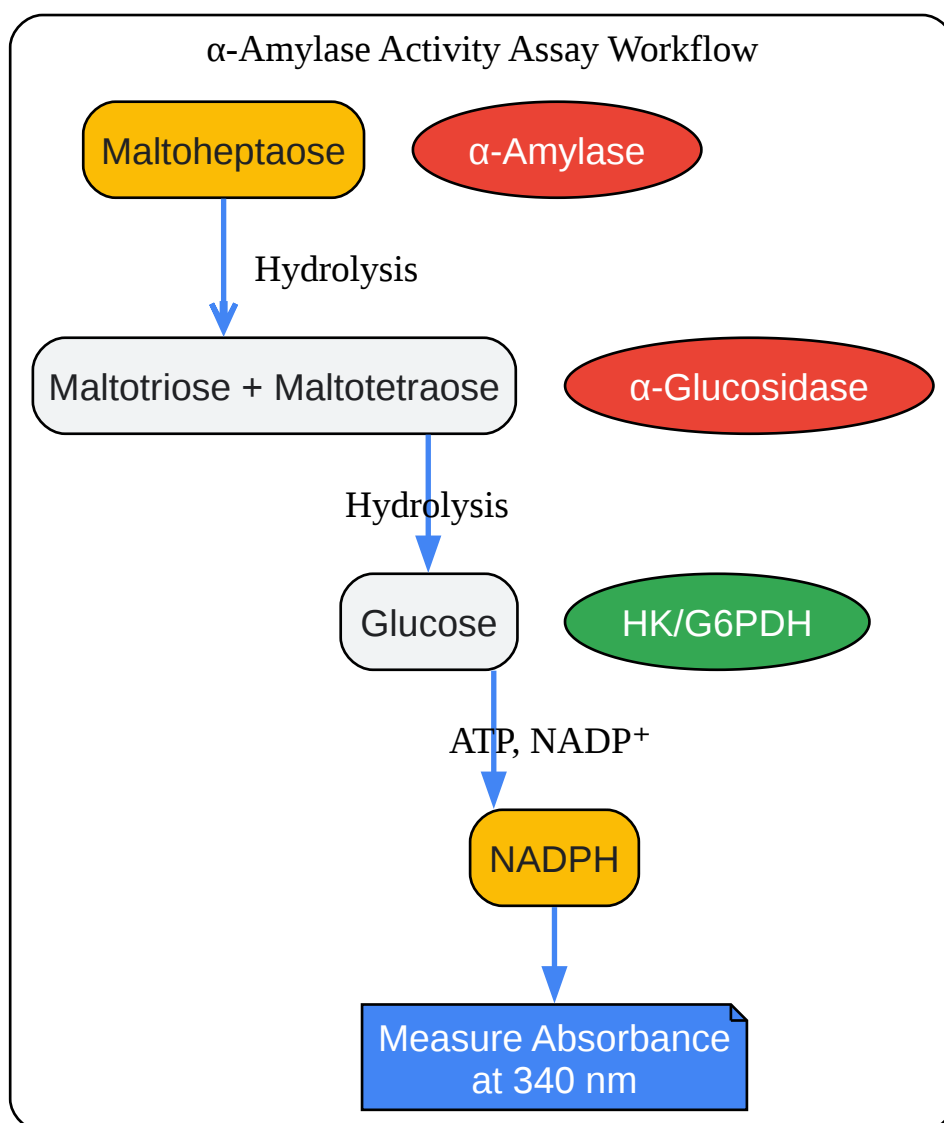 α-Amylase Activity Assay Workflow
Maltoheptaose
α-Amylase
Hydrolysis
Maltotriose + Maltotetraose
α-Glucosidase
Hydrolysis
Glucose
HK/G6PDH
ATP, NADP⁺
NADPH
Measure Absorbance
at 340 nm